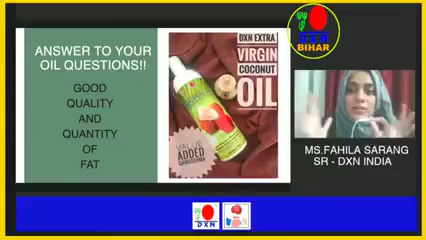 ANSWER TO YOUR
OIL QUESTIONS!!
GOOD
QUALITY
AND
QUANTITY
OF
FAT
DXN EXTRA
VIRGIN
COCONUT
OIL
VALUE
ADDED
GANODERMA
BIHAR
MS.FAHILA SARANG
SR - DXN INDIA
DXN